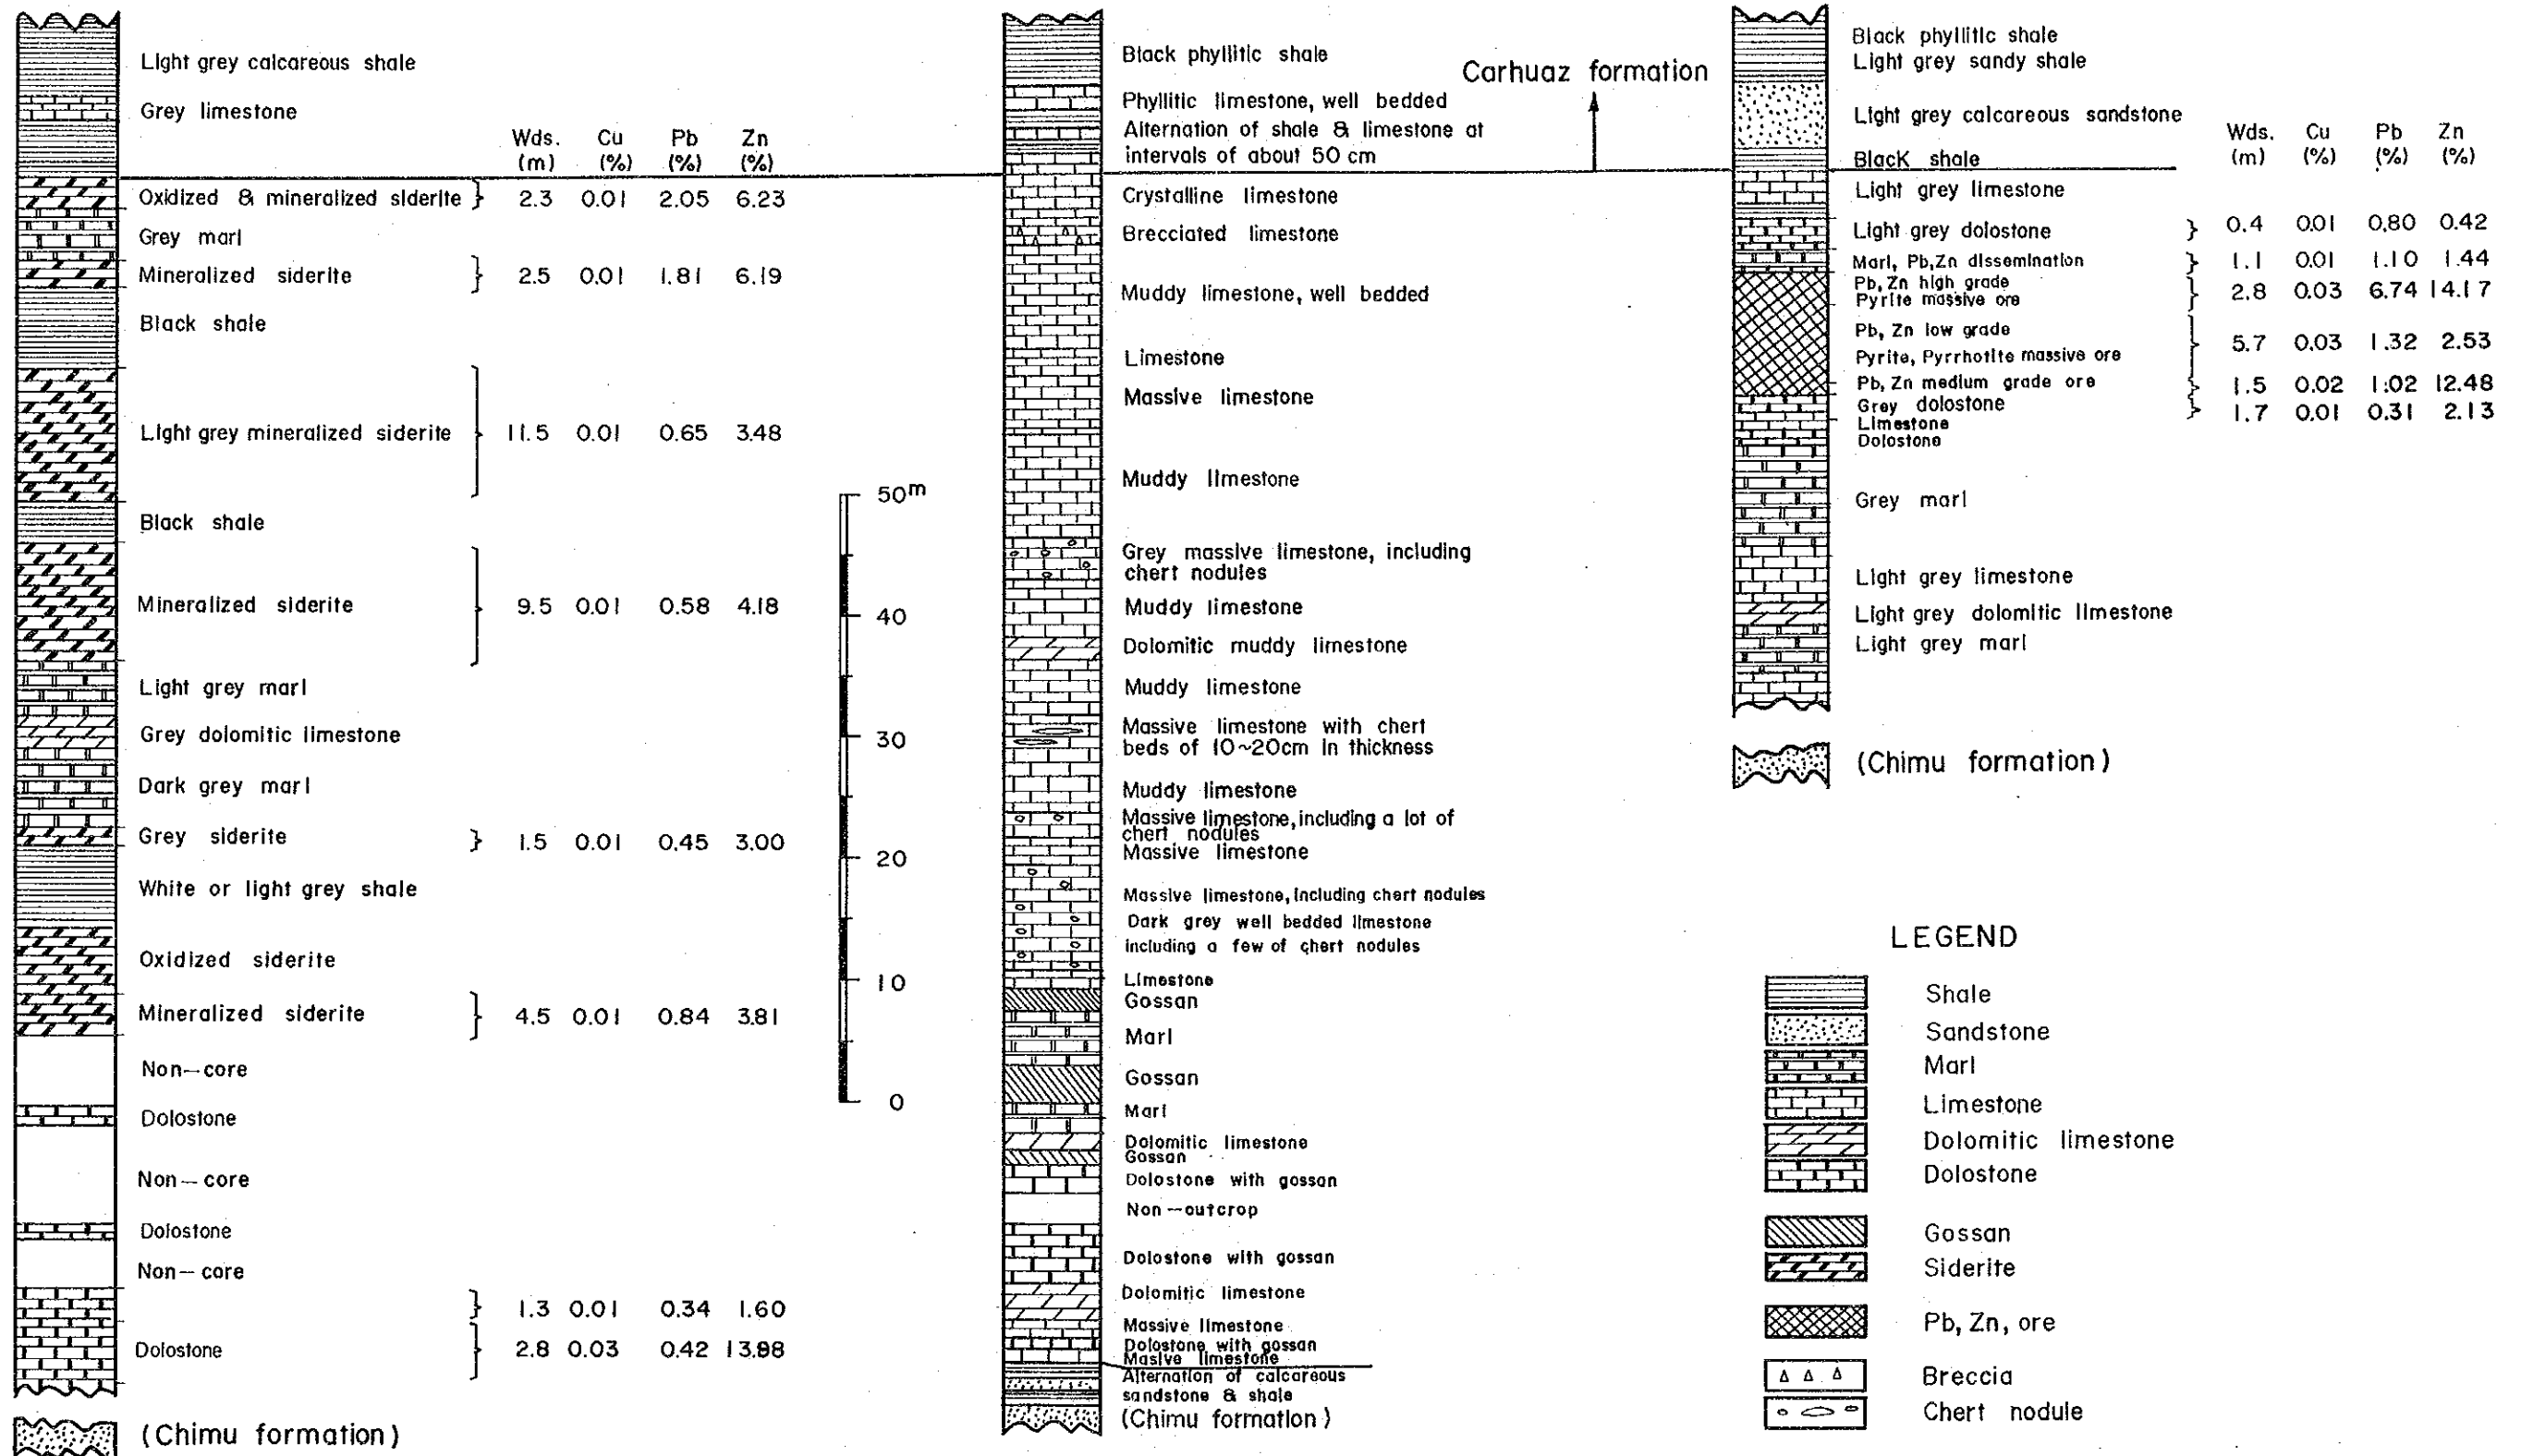 Light grey calcareous shale
Grey limestone
Wds. Cu Pb Zn
(m) (%) (%) (%)
Oxidized & mineralized siderite } 2.3 0.01 2.05 6.23
Grey marl
Mineralized siderite } 2.5 0.01 1.81 6.19
Black shale
Light grey mineralized siderite } 11.5 0.01 0.65 3.48
Black shale
Mineralized siderite } 9.5 0.01 0.58 4.18
Light grey marl
Grey dolomitic limestone
Dark grey marl
Grey siderite } 1.5 0.01 0.45 3.00
White or light grey shale
Oxidized siderite
Mineralized siderite } 4.5 0.01 0.84 3.81
Non-core
Dolostone
Non-core
Dolostone
Non-core
} 1.3 0.01 0.34 1.60
Dolostone } 2.8 0.03 0.42 13.98
(Chimu formation)
50m
40
30
20
10
0
Black phyllitic shale
Phyllitic limestone, well bedded
Alternation of shale & limestone at
intervals of about 50 cm
Carhuaz formation
Crystalline limestone
Brecciated limestone
Muddy limestone, well bedded
Limestone
Massive limestone
Muddy limestone
Grey massive limestone, including
chert nodules
Muddy limestone
Dolomitic muddy limestone
Muddy limestone
Massive limestone with chert
beds of 10~20cm in thickness
Muddy limestone
Massive limestone, including a lot of
chert nodules
Massive limestone
Massive limestone, including chert nodules
Dark grey well bedded limestone
including a few of chert nodules
Limestone
Gossan
Marl
Gossan
Marl
Dolomitic limestone
Gossan
Dolostone with gossan
Non-outcrop
Dolostone with gossan
Dolomitic limestone
Massive limestone
Dolostone with gossan
Masive limestone
Alternation of calcareous
sandstone & shale
(Chimu formation)
Black phyllitic shale
Light grey sandy shale
Light grey calcareous sandstone
Black shale
Wds. Cu Pb Zn
(m) (%) (%) (%)
Light grey limestone
Light grey dolostone } 0.4 0.01 0.80 0.42
Marl, Pb,Zn dissemination } 1.1 0.01 1.10 1.44
Pb, Zn high grade
Pyrite massive ore } 2.8 0.03 6.74 14.17
Pb, Zn low grade
Pyrite, Pyrrhotite massive ore } 5.7 0.03 1.32 2.53
Pb, Zn medium grade ore } 1.5 0.02 1.02 12.48
Grey dolostone } 1.7 0.01 0.31 2.13
Limestone
Dolostone
Grey marl
Light grey limestone
Light grey dolomitic limestone
Light grey marl
(Chimu formation)
LEGEND
Shale
Sandstone
Marl
Limestone
Dolomitic limestone
Dolostone
Gossan
Siderite
Pb, Zn, ore
Breccia
Chert nodule